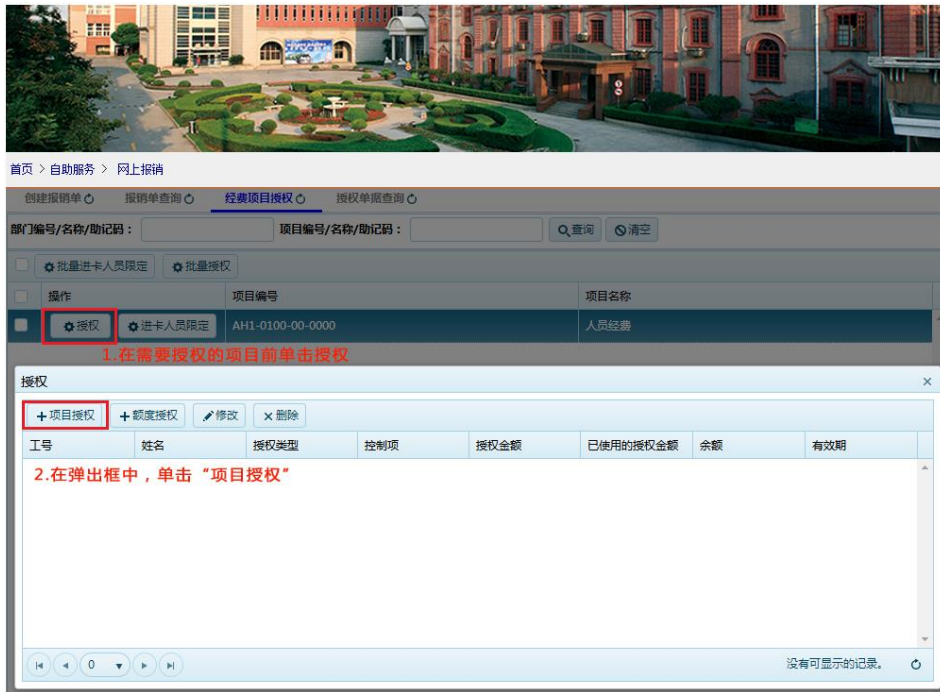 首页 > 自助服务 > 网上报销
创建报销单 报销单查询 经费项目授权 授权单据查询
部门编号/名称/助记码： 项目编号/名称/助记码： 查询 清空
批量进卡人员限定 批量授权
操作 项目编号 项目名称
授权 进卡人员限定 AH1-0100-00-0000 人员经费
1.在需要授权的项目前单击授权
授权
项目授权 额度授权 修改 删除
工号 姓名 授权类型 控制项 授权金额 已使用的授权金额 余额 有效期
2.在弹出框中，单击“项目授权”
0 没有可显示的记录。